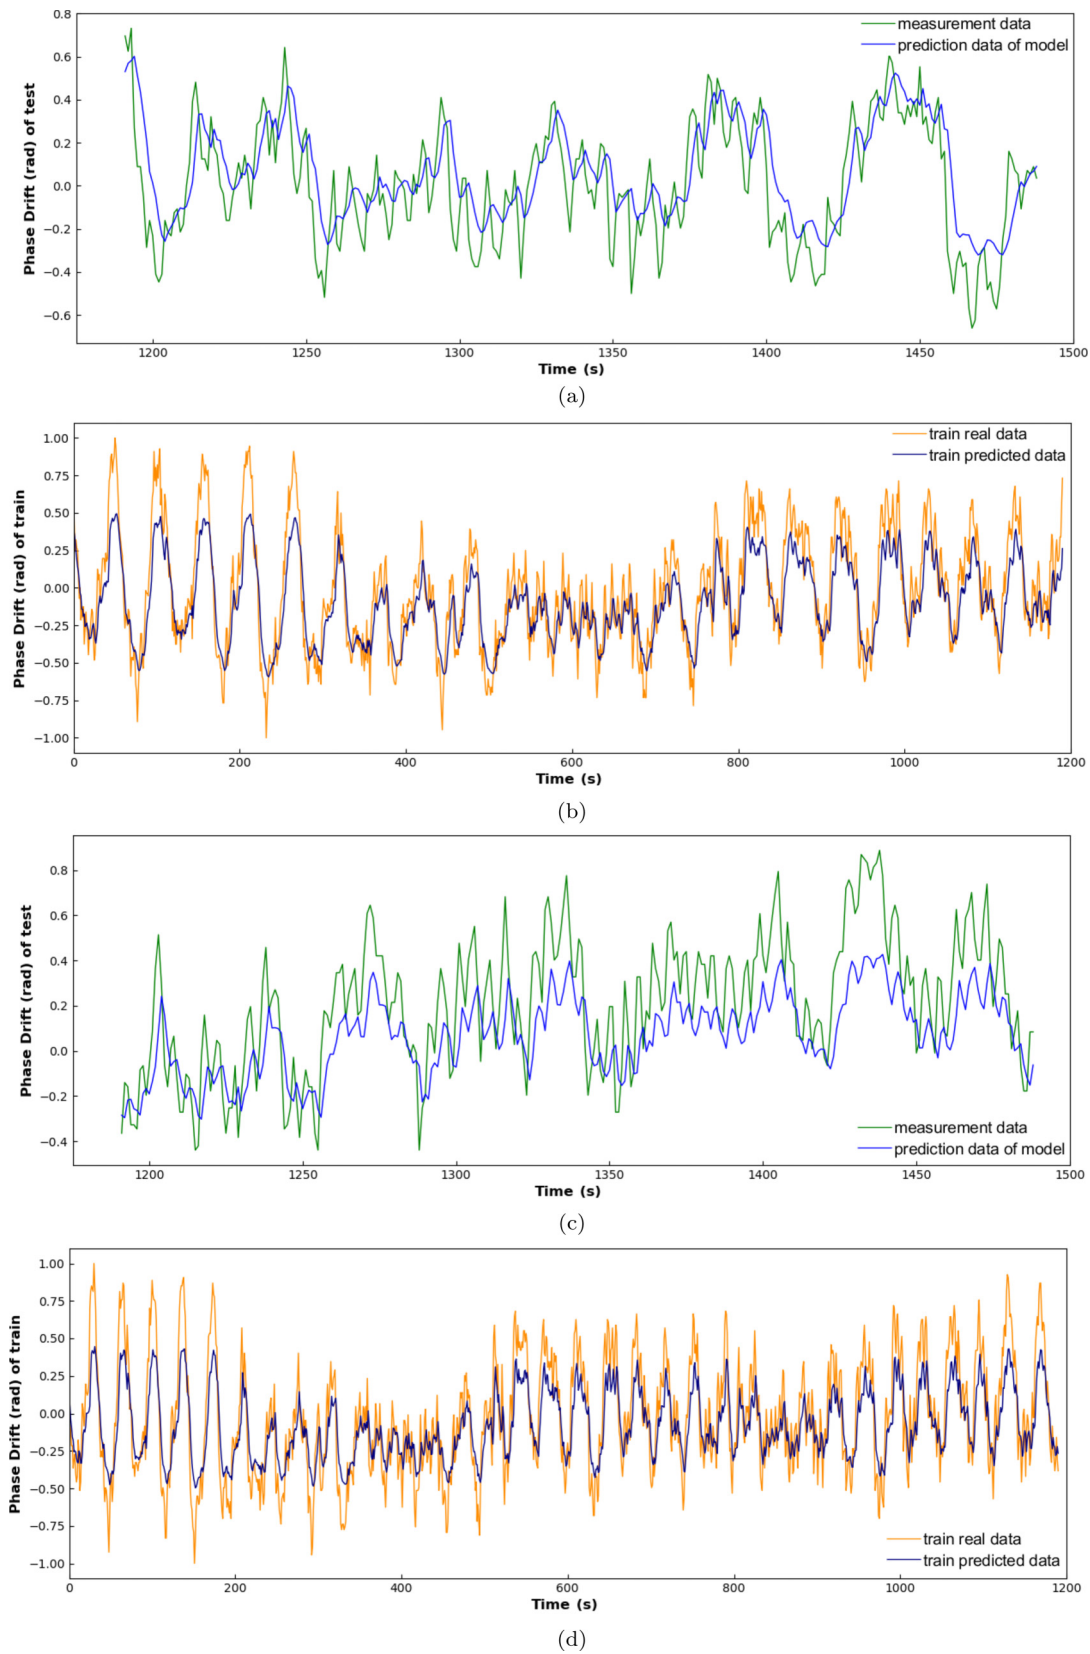 0.8
0.6
0.4
0.2
0.0
−0.2
−0.4
−0.6
Phase Drift (rad) of test
measurement data
prediction data of model
1200 1250 1300 1350 1400 1450 1500
Time (s)
(a)
1.00
0.75
0.50
0.25
0.00
−0.25
−0.50
−0.75
−1.00
Phase Drift (rad) of train
train real data
train predicted data
0 200 400 600 800 1000 1200
Time (s)
(b)
0.8
0.6
0.4
0.2
0.0
−0.2
−0.4
Phase Drift (rad) of test
measurement data
prediction data of model
1200 1250 1300 1350 1400 1450 1500
Time (s)
(c)
1.00
0.75
0.50
0.25
0.00
−0.25
−0.50
−0.75
−1.00
Phase Drift (rad) of train
train real data
train predicted data
0 200 400 600 800 1000 1200
Time (s)
(d)